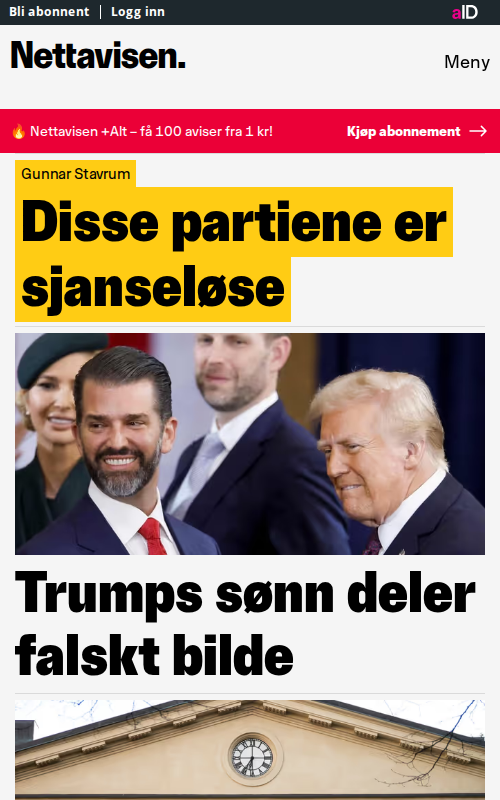 Bli abonnent Logg inn
aID
Nettavisen.
Meny
🔥 Nettavisen +Alt – få 100 aviser fra 1 kr!
Kjøp abonnement →
Gunnar Stavrum
Disse partiene er
sjanseløse
Trumps sønn deler
falskt bilde